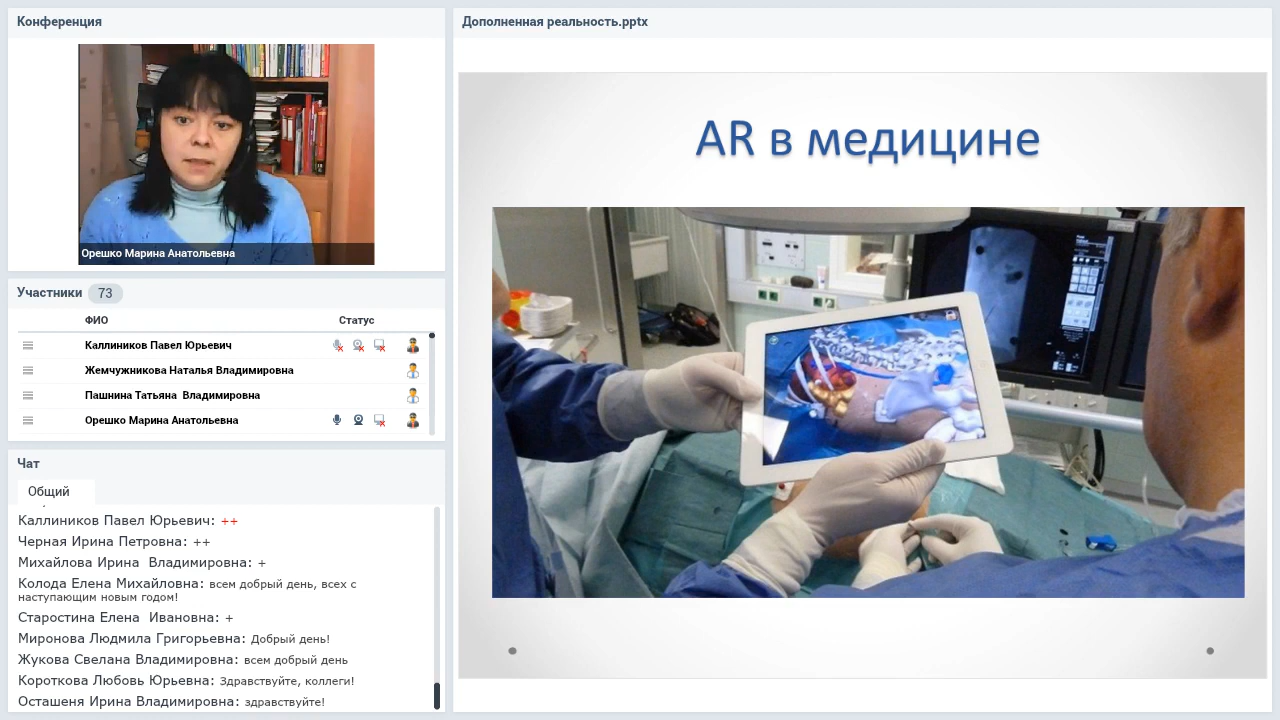 Конференция
Орешко Марина Анатольевна
Участники 73
ФИО Статус
Каллиников Павел Юрьевич
Жемчужникова Наталья Владимировна
Пашнина Татьяна Владимировна
Орешко Марина Анатольевна
Чат
Общий
Каллиников Павел Юрьевич: ++
Черная Ирина Петровна: ++
Михайлова Ирина Владимировна: +
Колода Елена Михайловна: всем добрый день, всех с
наступающим новым годом!
Старостина Елена Ивановна: +
Миронова Людмила Григорьевна: Добрый день!
Жукова Свелана Владимировна: всем добрый день
Короткова Любовь Юрьевна: Здравствуйте, коллеги!
Осташеня Ирина Владимировна: здравствуйте!
Дополненная реальность.pptx
AR в медицине